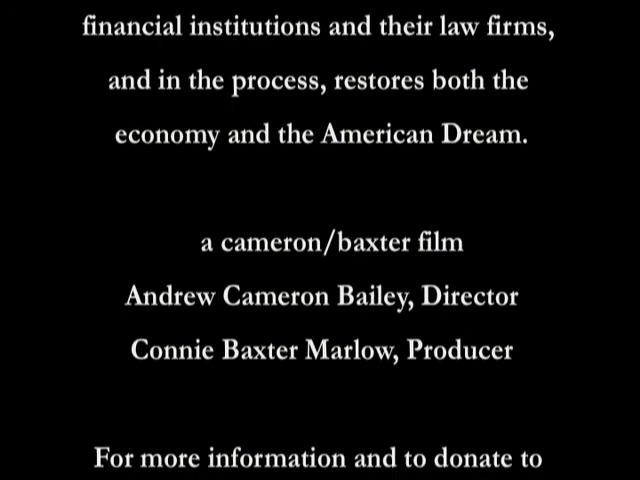 financial institutions and their law firms,
and in the process, restores both the
economy and the American Dream.
a cameron/baxter film
Andrew Cameron Bailey, Director
Connie Baxter Marlow, Producer
For more information and to donate to